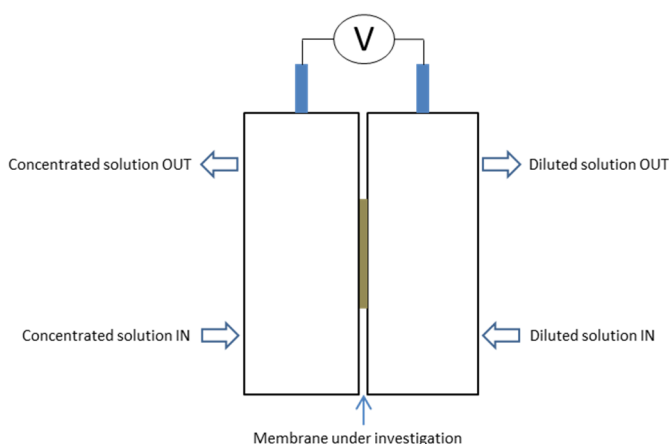 V
Concentrated solution OUT
Diluted solution OUT
Concentrated solution IN
Diluted solution IN
Membrane under investigation